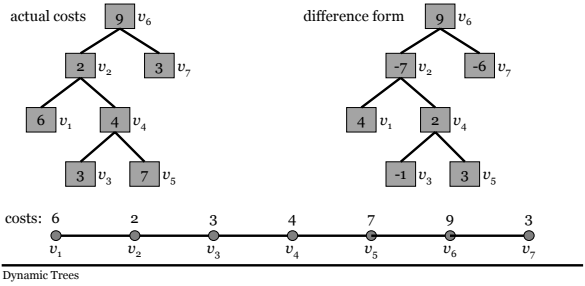 actual costs 9 v6 difference form 9 v6
2 v2 3 v7 -7 v2 -6 v7
6 v1 4 v4 4 v1 2 v4
3 v3 7 v5 -1 v3 3 v5
costs: 6 2 3 4 7 9 3
v1 v2 v3 v4 v5 v6 v7
Dynamic Trees